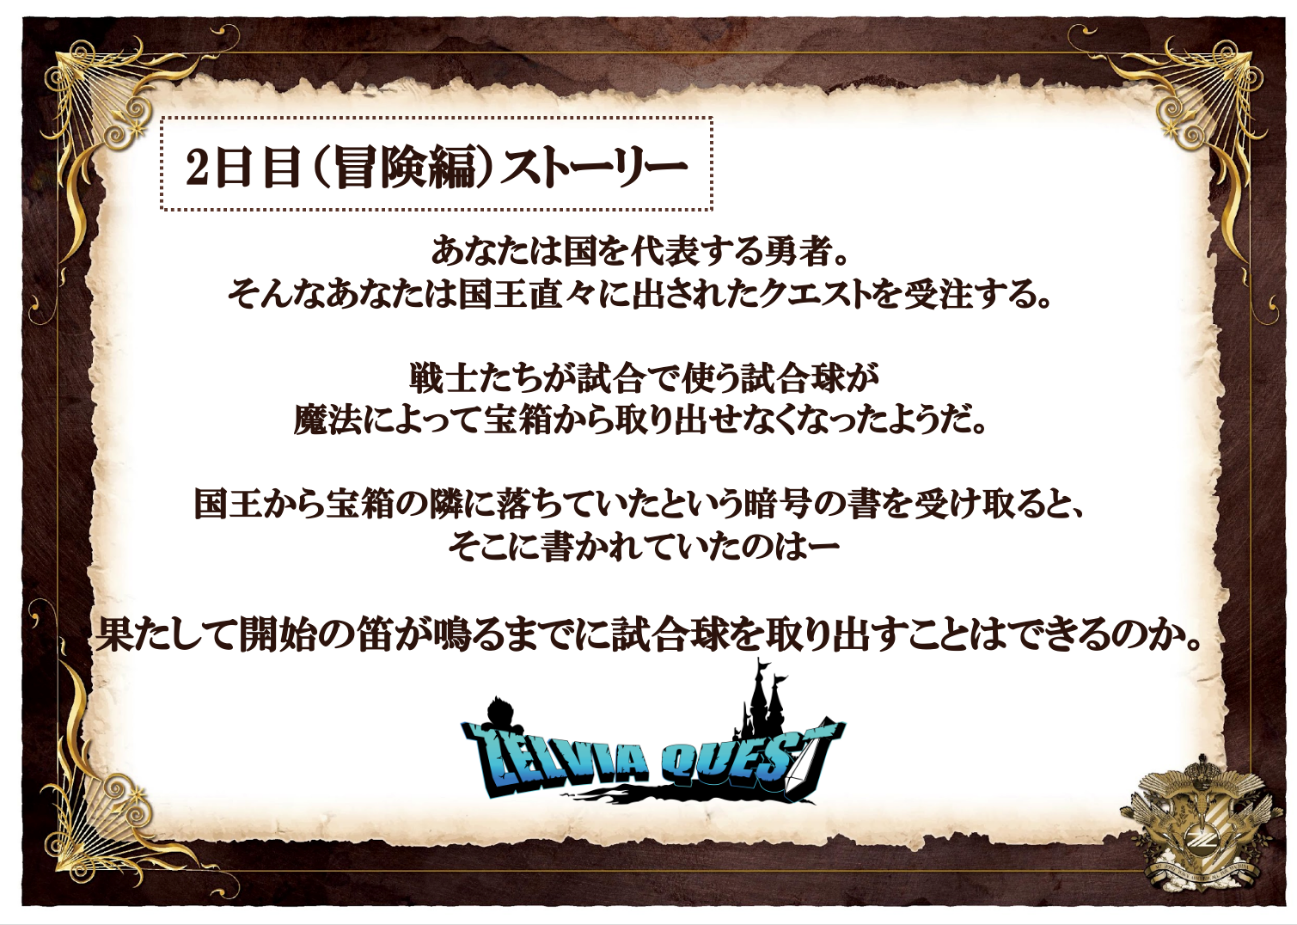 2日目（冒険編）ストーリー
あなたは国を代表する勇者。
そんなあなたは国王直々に出されたクエストを受注する。
戦士たちが試合で使う試合球が
魔法によって宝箱から取り出せなくなったようだ。
国王から宝箱の隣に落ちていたという暗号の書を受け取ると、
そこに書かれていたのはー
果たして開始の笛が鳴るまでに試合球を取り出すことはできるのか。
ZELVIA QUEST